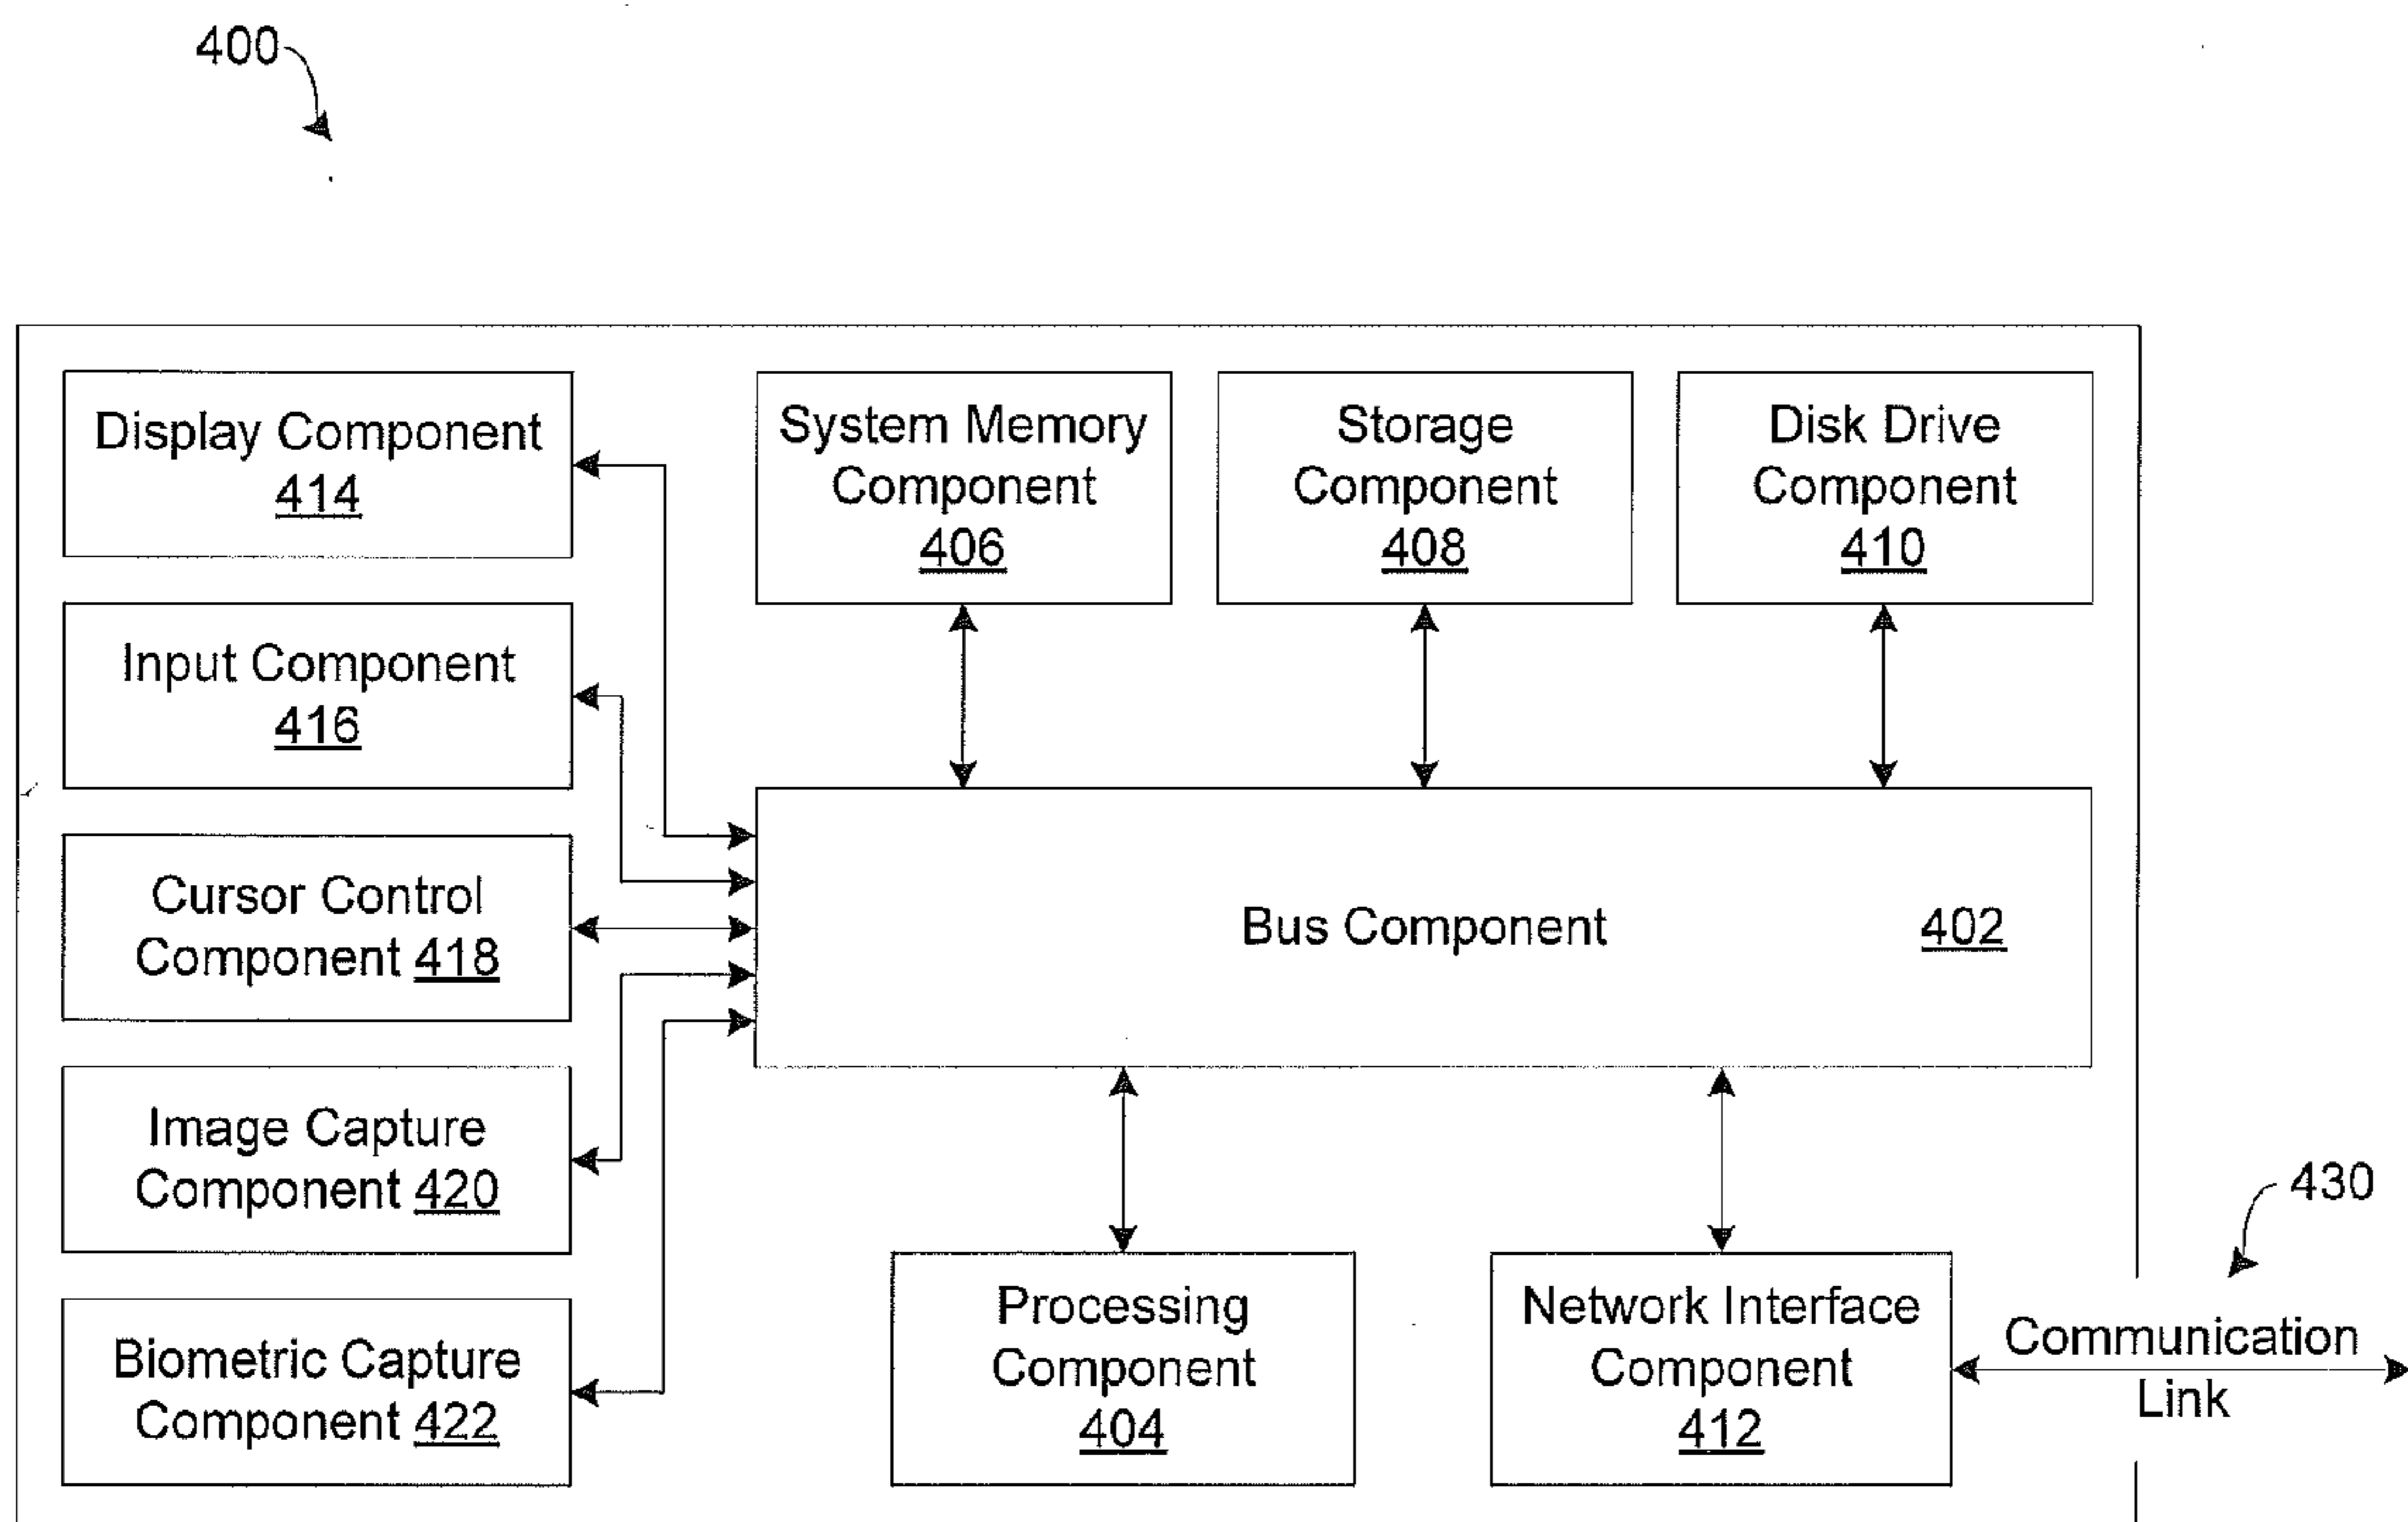 400
Display Component
414
System Memory
Component
406
Storage
Component
408
Disk Drive
Component
410
Input Component
416
Cursor Control
Component 418
Bus Component 402
Image Capture
Component 420
Biometric Capture
Component 422
Processing
Component
404
Network Interface
Component
412
430
Communication
Link